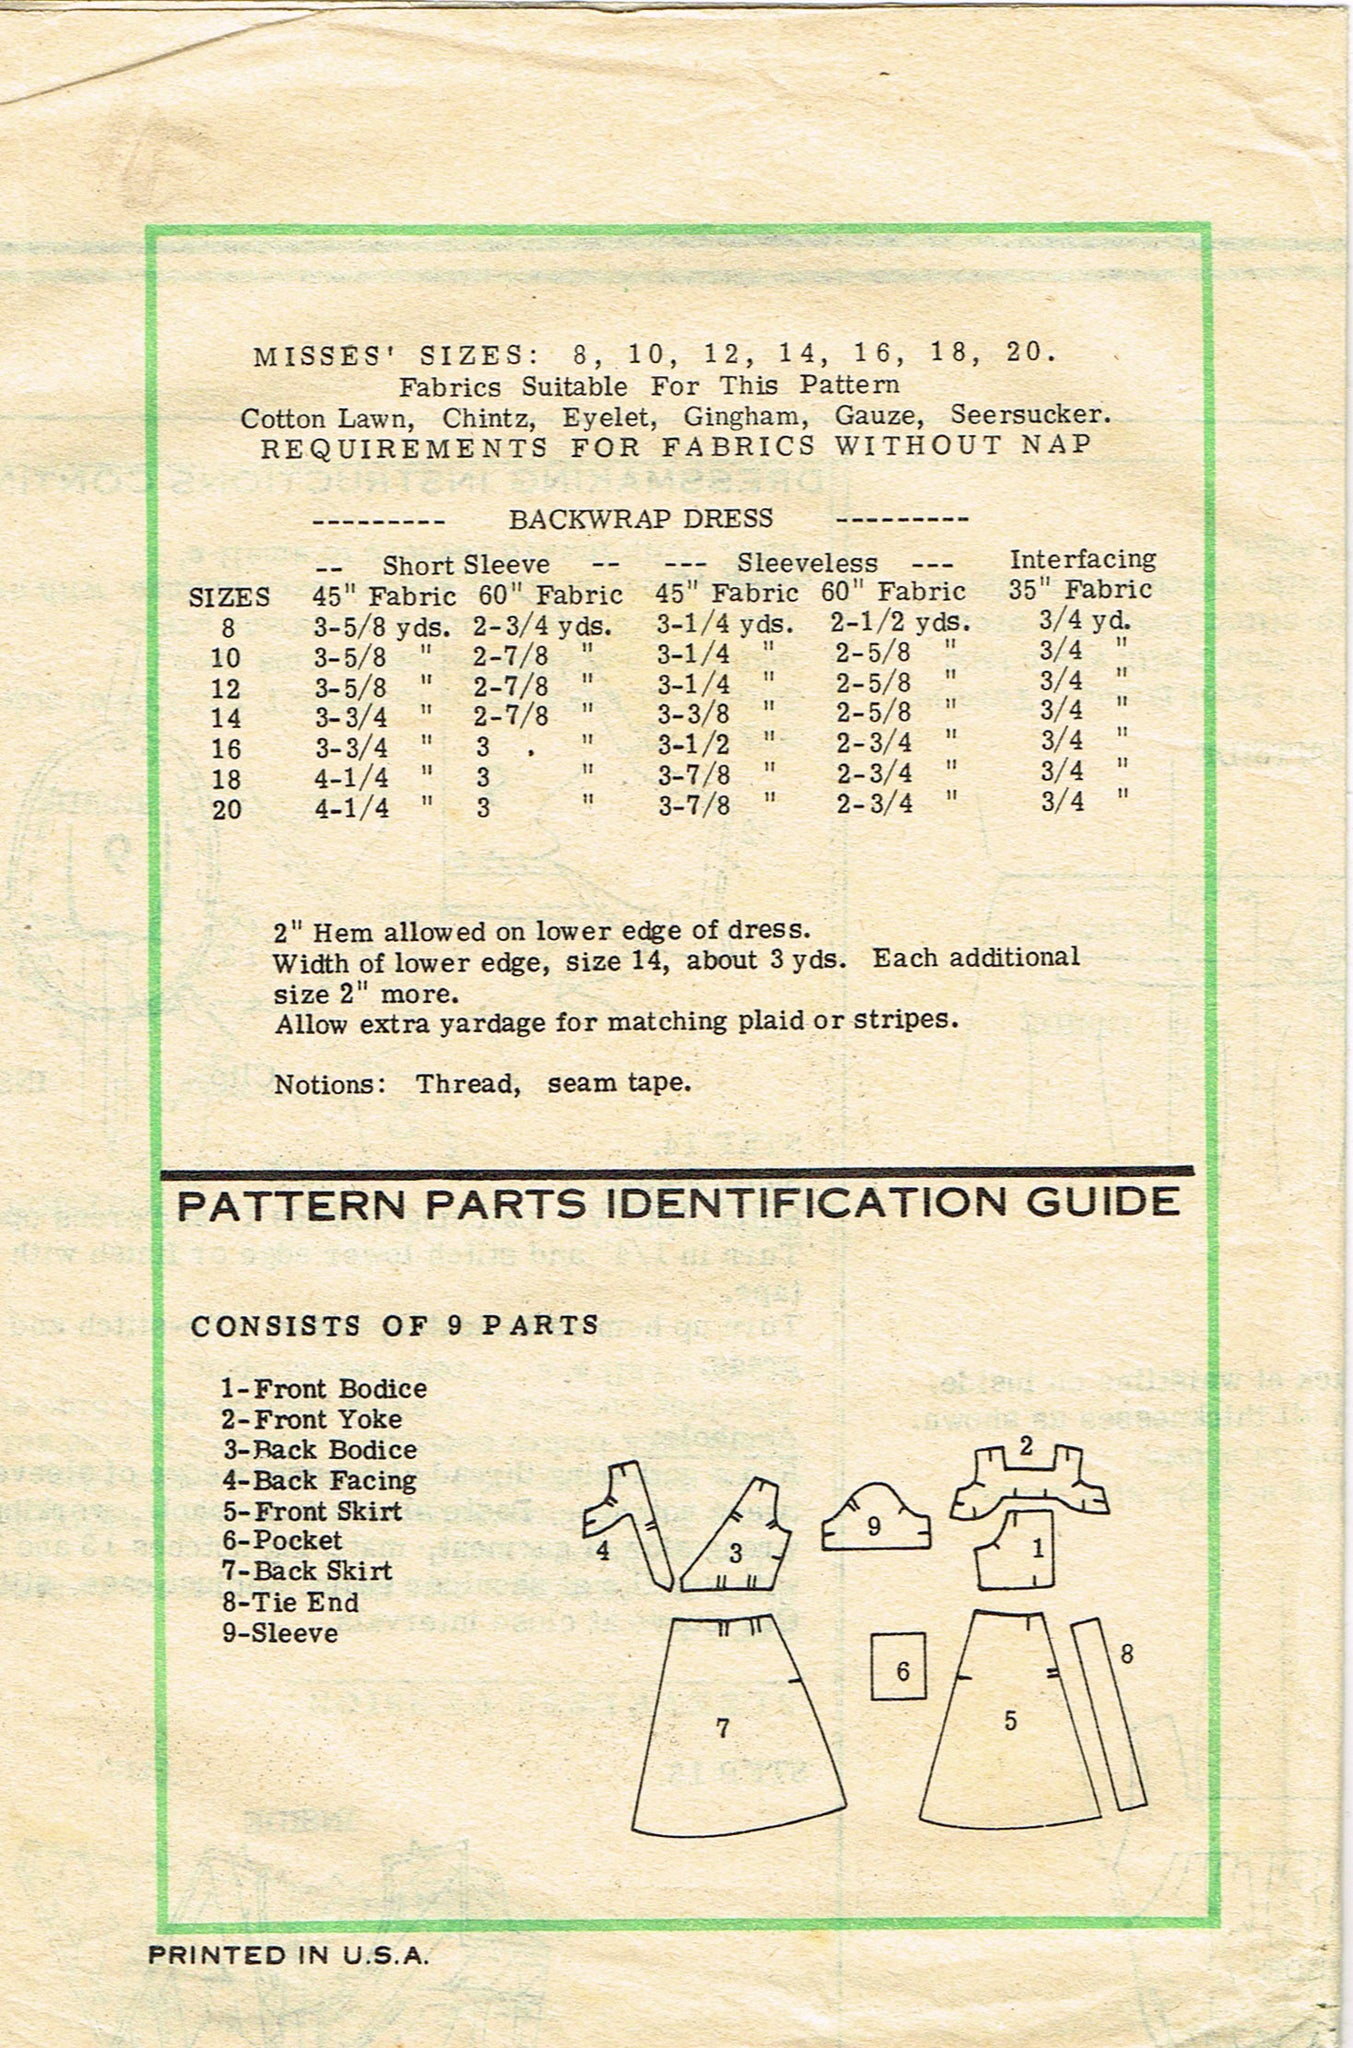 MISSES' SIZES: 8, 10, 12, 14, 16, 18, 20.
Fabrics Suitable For This Pattern
Cotton Lawn, Chintz, Eyelet, Gingham, Gauze, Seersucker.
REQUIREMENTS FOR FABRICS WITHOUT NAP
--------- BACKWRAP DRESS ---------
-- Short Sleeve -- --- Sleeveless --- Interfacing
SIZES 45" Fabric 60" Fabric 45" Fabric 60" Fabric 35" Fabric
8 3-5/8 yds. 2-3/4 yds. 3-1/4 yds. 2-1/2 yds. 3/4 yd.
10 3-5/8 " 2-7/8 " 3-1/4 " 2-5/8 " 3/4 "
12 3-5/8 " 2-7/8 " 3-1/4 " 2-5/8 " 3/4 "
14 3-3/4 " 2-7/8 " 3-3/8 " 2-5/8 " 3/4 "
16 3-3/4 " 3 . " 3-1/2 " 2-3/4 " 3/4 "
18 4-1/4 " 3 " 3-7/8 " 2-3/4 " 3/4 "
20 4-1/4 " 3 " 3-7/8 " 2-3/4 " 3/4 "
2" Hem allowed on lower edge of dress.
Width of lower edge, size 14, about 3 yds. Each additional
size 2" more.
Allow extra yardage for matching plaid or stripes.
Notions: Thread, seam tape.
PATTERN PARTS IDENTIFICATION GUIDE
CONSISTS OF 9 PARTS
1-Front Bodice
2-Front Yoke
3-Back Bodice
4-Back Facing
5-Front Skirt
6-Pocket
7-Back Skirt
8-Tie End
9-Sleeve
2
4
3
9
1
7
6
5
8
PRINTED IN U.S.A.